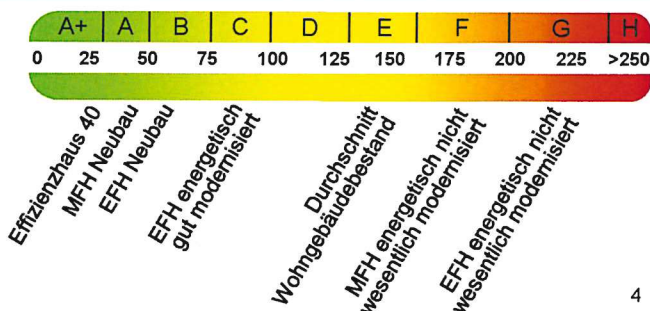 A+ A B C D E F G H
0 25 50 75 100 125 150 175 200 225 >250
Effizienzhaus 40
MFH Neubau
EFH Neubau
EFH energetisch
gut modernisiert
Durchschnitt
Wohngebäudebestand
MFH energetisch nicht
wesentlich modernisiert
EFH energetisch nicht
wesentlich modernisiert
4